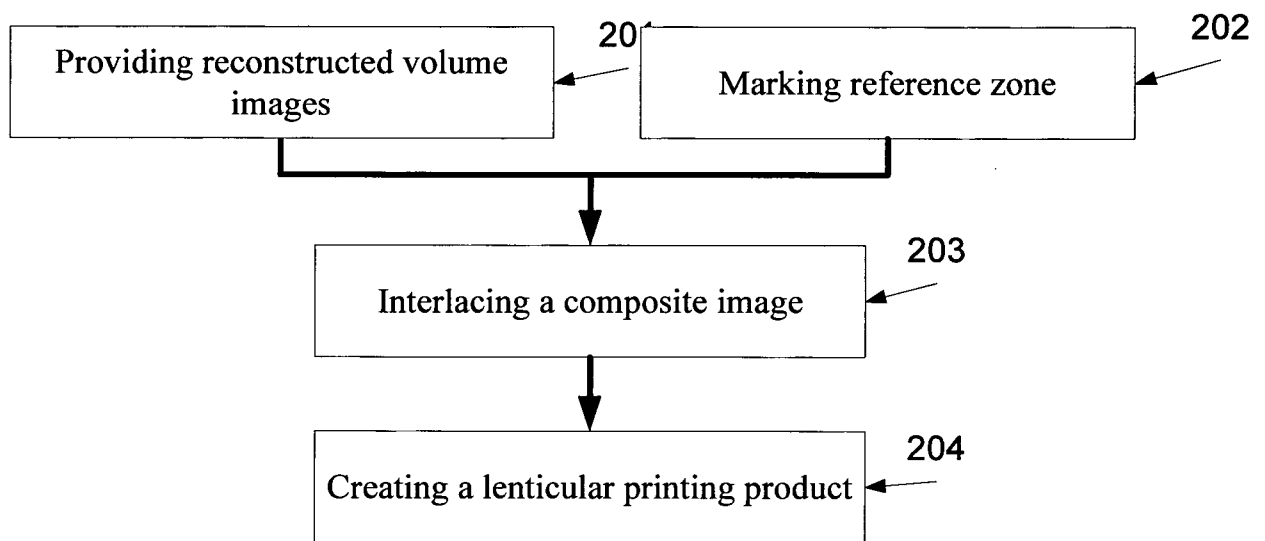 Providing reconstructed volume
images
Marking reference zone
202
Interlacing a composite image
203
Creating a lenticular printing product
204